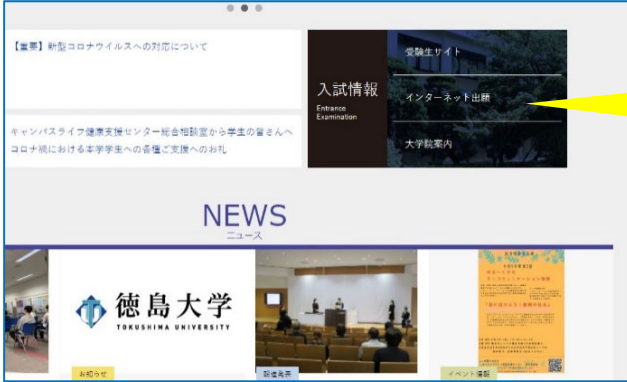 【重要】新型コロナウイルスへの対応について
キャンパスライフ健康支援センター総合相談室から学生の皆さんへ
コロナ禍における本学学生への各種ご支援へのお礼
入試情報
Entrance
Examination
受験生サイト
インターネット出願
大学院案内
NEWS
ニュース
徳島大学
TOKUSHIMA UNIVERSITY
お知らせ
報道発表
イベント情報